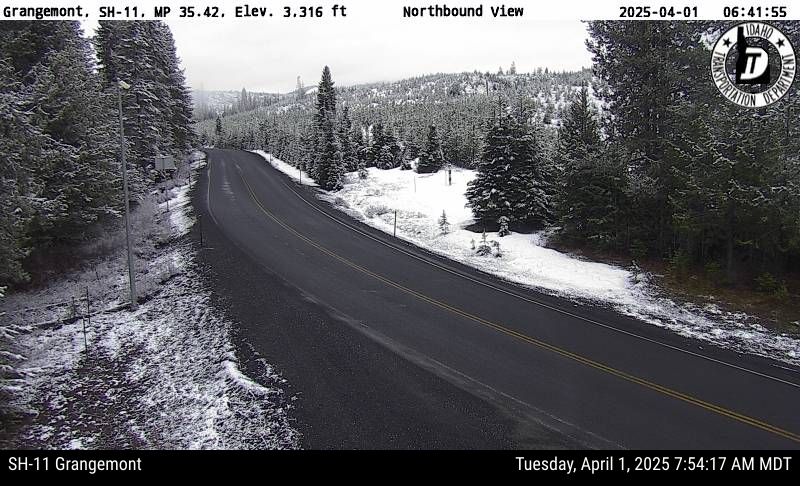 Grangemont, SH-11, MP 35.42, Elev. 3,316 ft Northbound View 2025-04-01 06:41:55
IDAHO
TRANSPORTATION DEPARTMENT
SH-11 Grangemont Tuesday, April 1, 2025 7:54:17 AM MDT